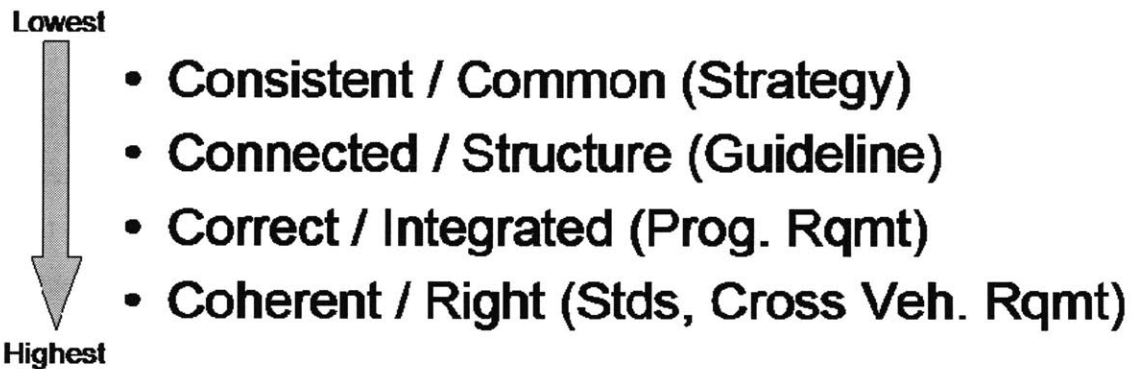 Lowest
• Consistent / Common (Strategy)
• Connected / Structure (Guideline)
• Correct / Integrated (Prog. Rqmt)
• Coherent / Right (Stds, Cross Veh. Rqmt)
Highest